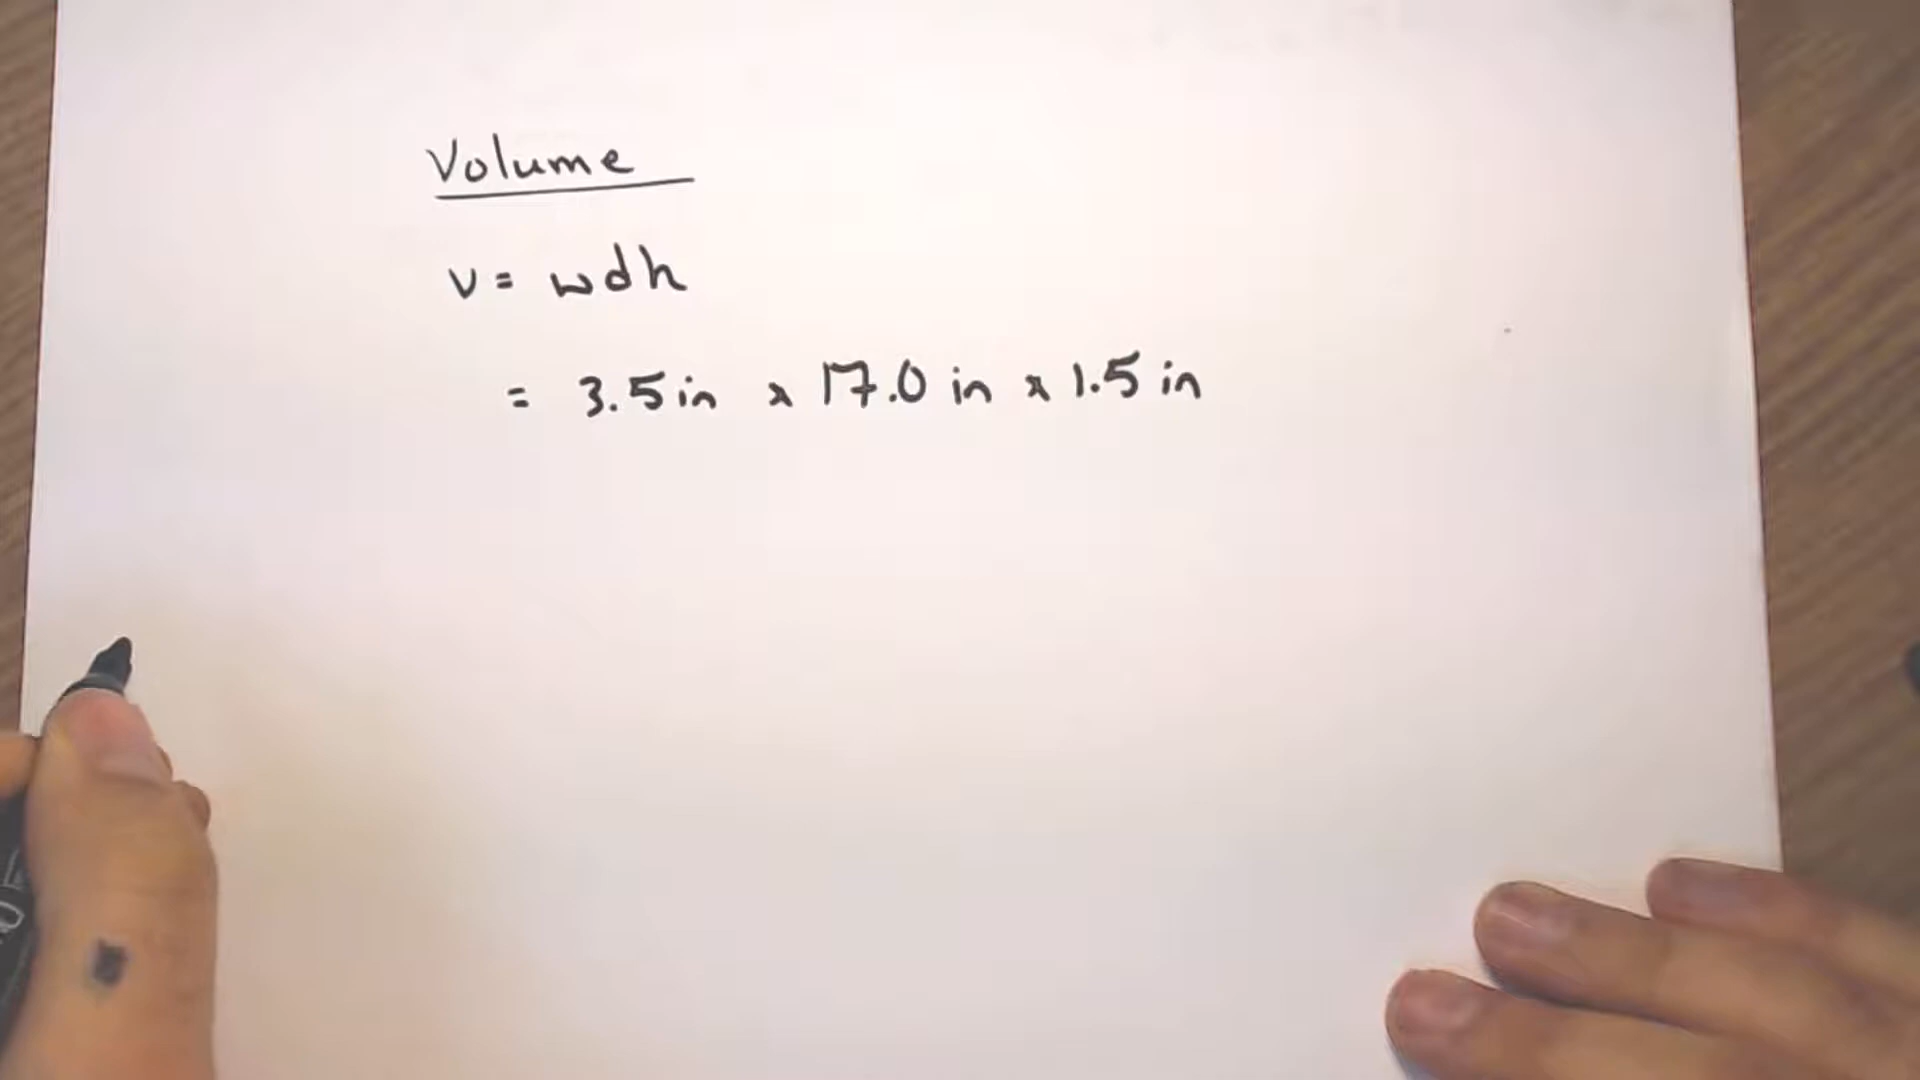 Volume
v = wdh
= 3.5 in x 17.0 in x 1.5 in